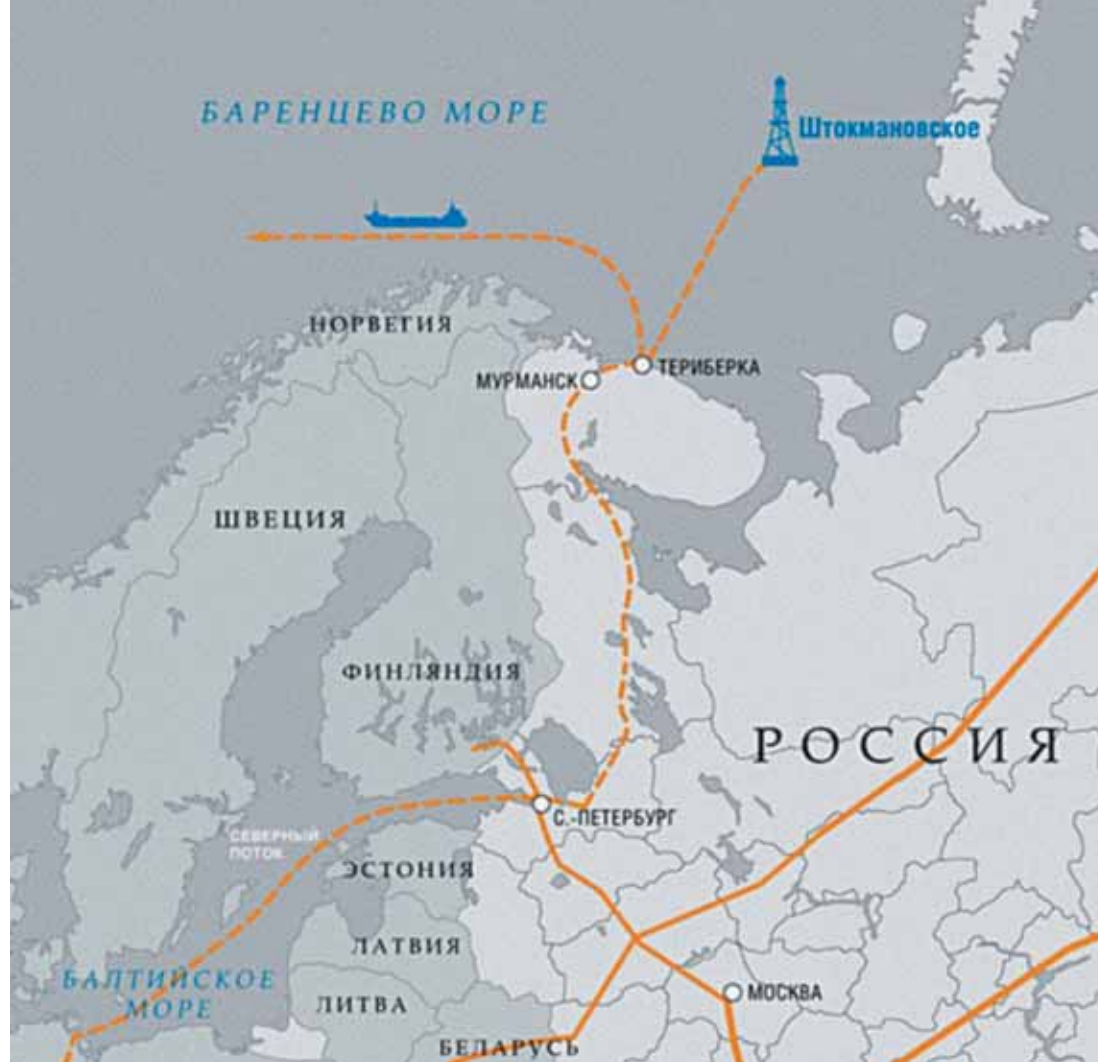 БАРЕНЦЕВО МОРЕ
Штокмановское
НОРВЕГИЯ
МУРМАНСК
ТЕРИБЕРКА
ШВЕЦИЯ
ФИНЛЯНДИЯ
РОССИЯ
С.-ПЕТЕРБУРГ
СЕВЕРНЫЙ
ПОТОК
ЭСТОНИЯ
ЛАТВИЯ
БАЛТИЙСКОЕ
МОРЕ
ЛИТВА
МОСКВА
БЕЛАРУСЬ